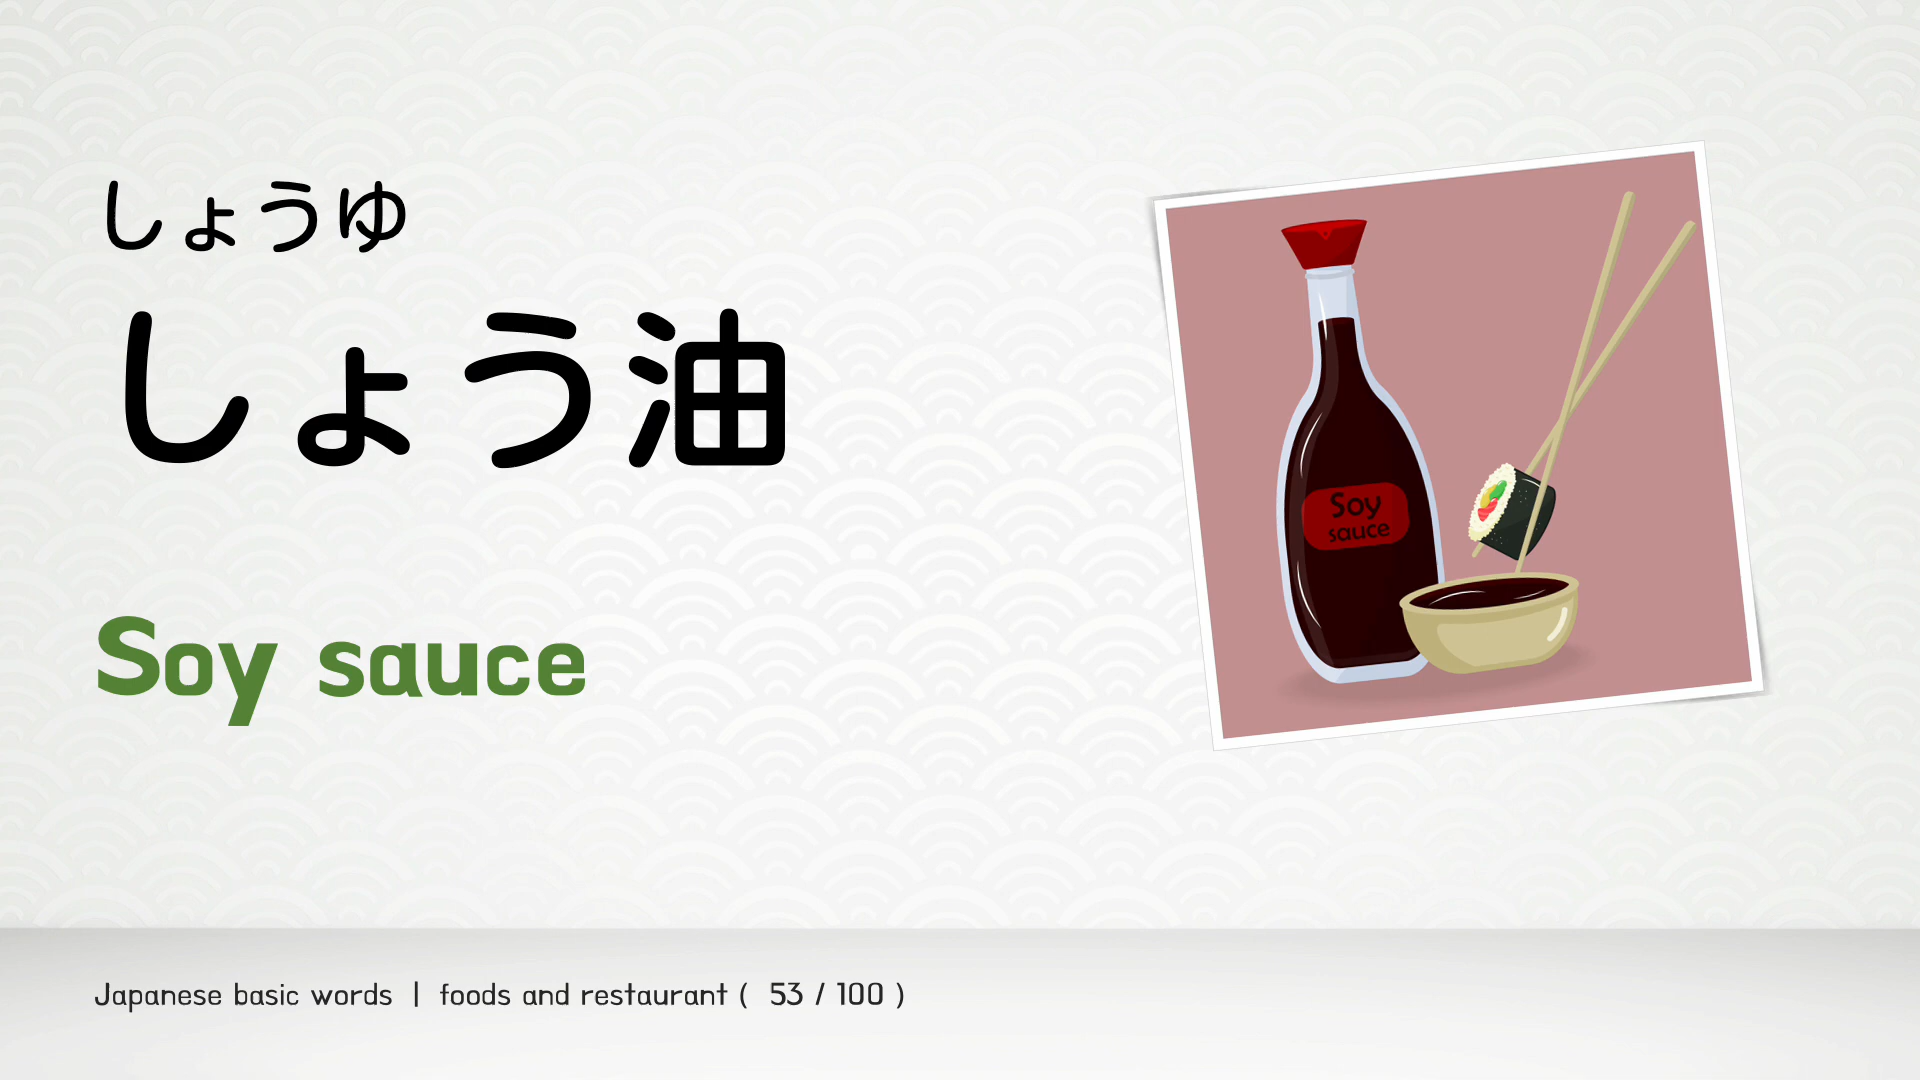 しょうゆ
しょう油
Soy sauce
Soy
sauce
Japanese basic words | foods and restaurant ( 53 / 100 )